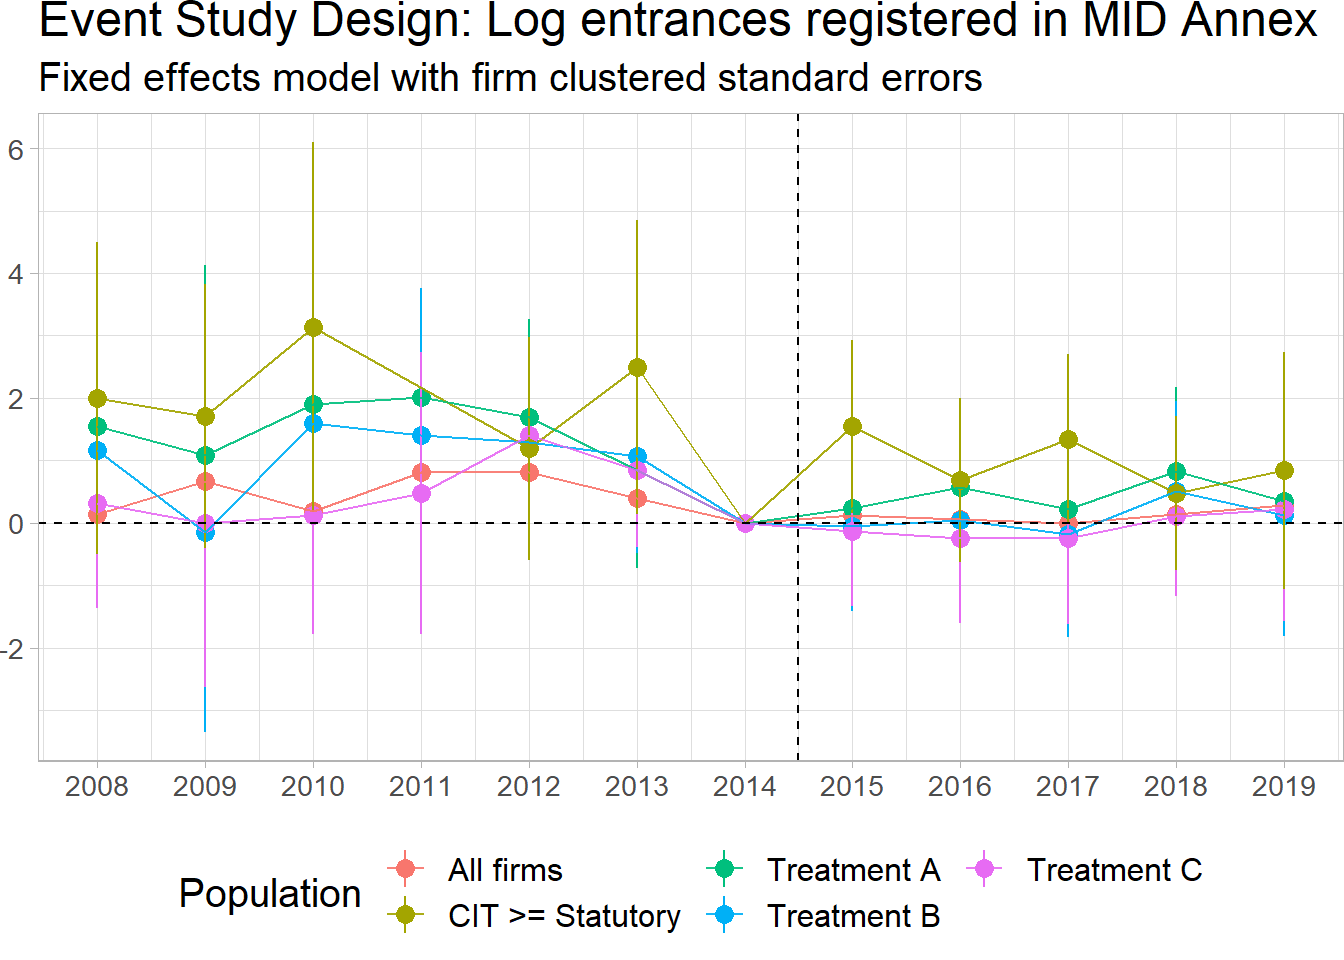 Event Study Design: Log entrances registered in MID Annex
Fixed effects model with firm clustered standard errors
6
4
2
0
-2
2008 2009 2010 2011 2012 2013 2014 2015 2016 2017 2018 2019
Population
All firms
CIT >= Statutory
Treatment A
Treatment B
Treatment C